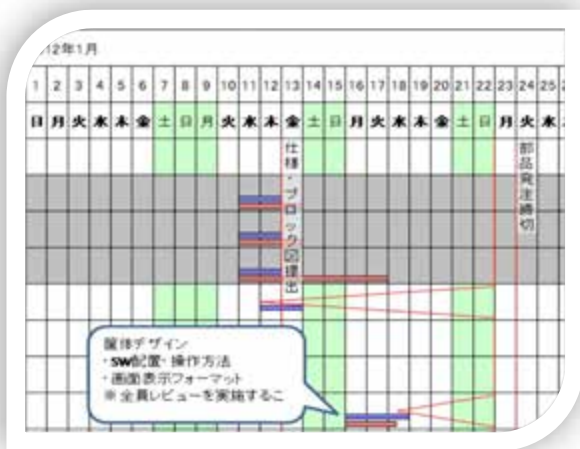 12年1月
1 2 3 4 5 6 7 8 9 10 11 12 13 14 15 16 17 18 19 20 21 22 23 24 25
日 月 火 水 木 金 土 日 月 火 水 木 金 土 日 月 火 水 木 金 土 日 月 火 水
仕様・ブロック図提出
部品発注締切
筐体デザイン
・SW配置・操作方法
・画面表示フォーマット
※全員レビューを実施するこ